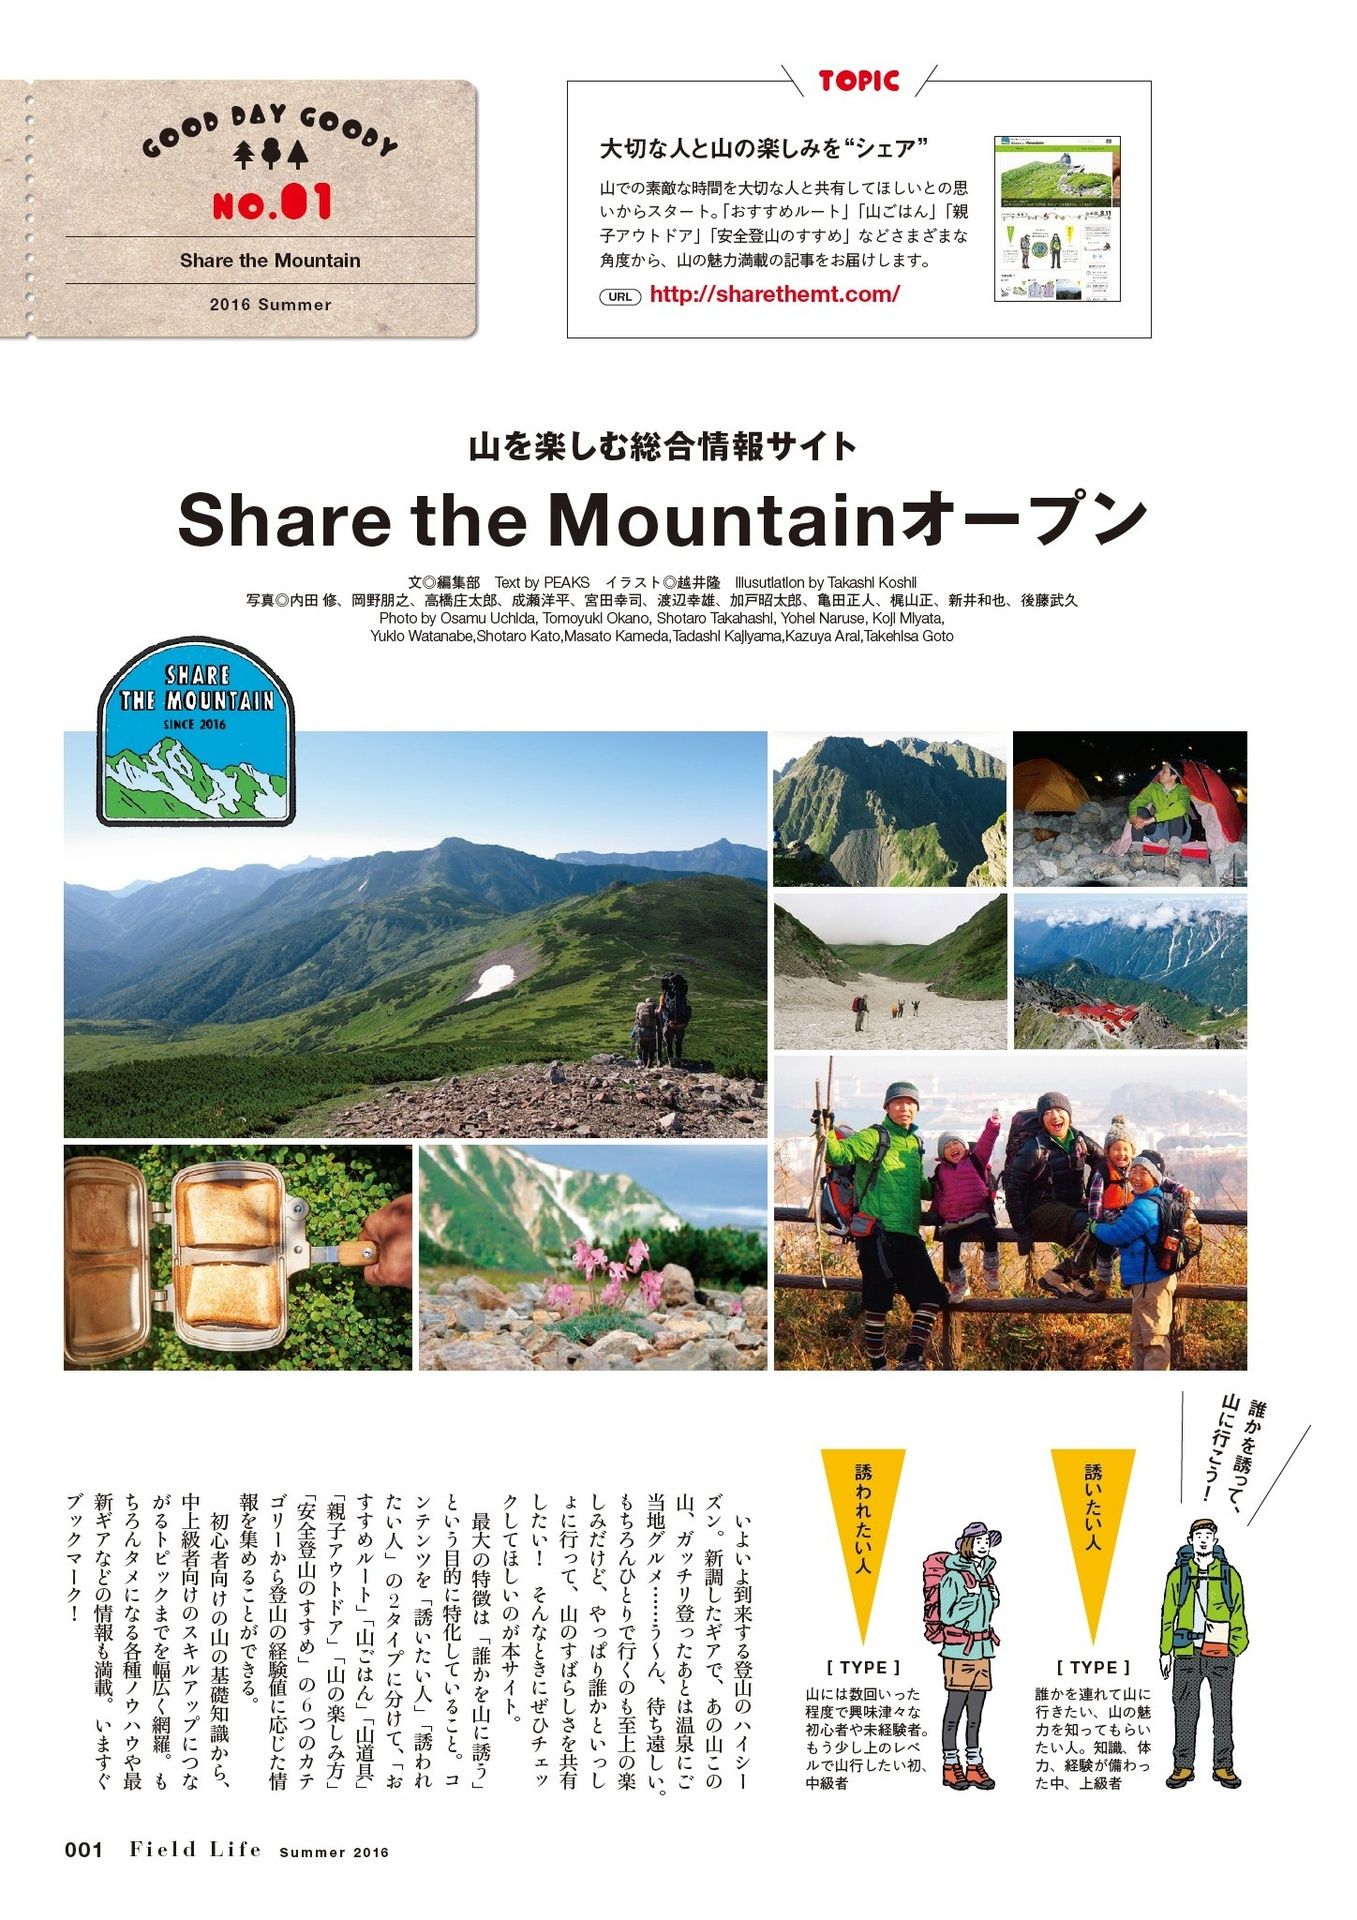 GOOD DAY GOODY
NO.01
Share the Mountain
2016 Summer
TOPIC
大切な人と山の楽しみを“シェア”
山での素敵な時間を大切な人と共有してほしいとの思
いからスタート。「おすすめルート」「山ごはん」「親
子アウトドア」「安全登山のすすめ」などさまざまな
角度から、山の魅力満載の記事をお届けします。
URL http://sharethemt.com/
山を楽しむ総合情報サイト
Share the Mountainオープン
文◎編集部　Text by PEAKS　イラスト◎越井隆　Illusutiation by Takashi Koshii
写真◎内田 修、岡野朋之、高橋庄太郎、成瀬洋平、宮田幸司、渡辺幸雄、加戸昭太郎、亀田正人、梶山正、新井和也、後藤武久
Photo by Osamu Uchida, Tomoyuki Okano, Shotaro Takahashi, Yohei Naruse, Koji Miyata,
Yukio Watanabe,Shotaro Kato,Masato Kameda,Tadashi Kajiyama,Kazuya Arai,Takehisa Goto
SHARE
THE MOUNTAIN
SINCE 2016
誰かを誘って、
山に行こう！
誘いたい人
[ TYPE ]
誰かを連れて山に
行きたい、山の魅
力を知ってもらい
たい人。知識、体
力、経験が備わっ
た中、上級者
誘われたい人
[ TYPE ]
山には数回いった
程度で興味津々な
初心者や未経験者。
もう少し上のレベ
ルで山行したい初、
中級者
いよいよ到来する登山のハイシー
ズン。新調したギアで、あの山この
山、ガッチリ登ったあとは温泉にご
当地グルメ……う〜ん、待ち遠しい。
もちろんひとりで行くのも至上の楽
しみだけど、やっぱり誰かといっし
ょに行って、山のすばらしさを共有
したい！　そんなときにぜひチェッ
クしてほしいのが本サイト。
最大の特徴は「誰かを山に誘う」
という目的に特化していること。コ
ンテンツを「誘いたい人」「誘われ
たい人」の2タイプに分けて、「お
すすめルート」「山ごはん」「山道具」
「親子アウトドア」「山の楽しみ方」
「安全登山のすすめ」の6つのカテ
ゴリーから登山の経験値に応じた情
報を集めることができる。
初心者向けの山の基礎知識から、
中上級者向けのスキルアップにつな
がるトピックまでを幅広く網羅。も
ちろんタメになる各種ノウハウや最
新ギアなどの情報も満載。いますぐ
ブックマーク！
001 Field Life Summer 2016